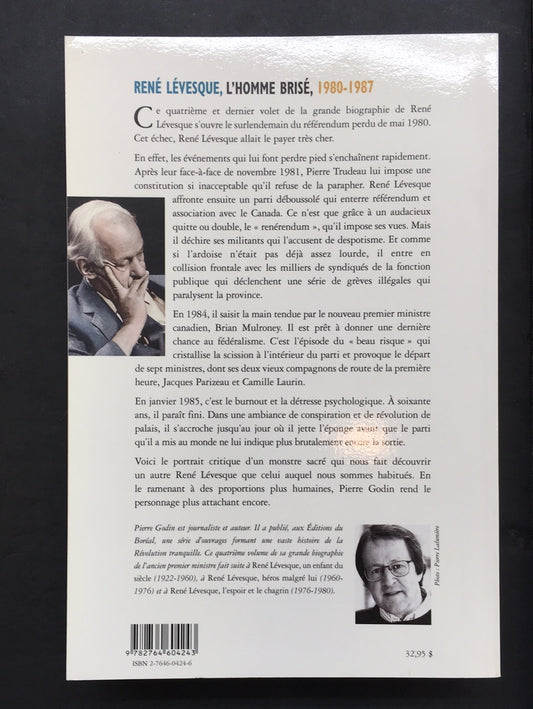 RENÉ LÉVESQUE, L'HOMME BRISÉ, 1980-1987
Ce quatrième et dernier volet de la grande biographie de René
Lévesque s'ouvre le surlendemain du référendum perdu de mai 1980.
Cet échec, René Lévesque allait le payer très cher.
En effet, les événements qui lui font perdre pied s'enchaînent rapidement.
Après leur face-à-face de novembre 1981, Pierre Trudeau lui impose une
constitution si inacceptable qu'il refuse de la parapher. René Lévesque
affronte ensuite un parti déboussolé qui enterre référendum et
association avec le Canada. Ce n'est que grâce à un audacieux
quitte ou double, le « renérendum », qu'il impose ses vues. Mais
il déchire ses militants qui l'accusent de despotisme. Et comme
si l'ardoise n'était pas déjà assez lourde, il entre en
collision frontale avec les milliers de syndiqués de la fonction
publique qui déclenchent une série de grèves illégales qui
paralysent la province.
En 1984, il saisit la main tendue par le nouveau premier ministre
canadien, Brian Mulroney. Il est prêt à donner une dernière
chance au fédéralisme. C'est l'épisode du « beau risque » qui
cristallise la scission à l'intérieur du parti et provoque le départ
de sept ministres, dont ses deux vieux compagnons de route de la première
heure, Jacques Parizeau et Camille Laurin.
En janvier 1985, c'est le burnout et la détresse psychologique. À soixante
ans, il paraît fini. Dans une ambiance de conspiration et de révolution de
palais, il s'accroche jusqu'au jour où il jette l'éponge avant que le parti
qu'il a mis au monde ne lui indique plus brutalement encore la sortie.
Voici le portrait critique d'un monstre sacré qui nous fait découvrir
un autre René Lévesque que celui auquel nous sommes habitués. En
le ramenant à des proportions plus humaines, Pierre Godin rend le
personnage plus attachant encore.
Pierre Godin est journaliste et auteur. Il a publié, aux Éditions du
Boréal, une série d'ouvrages formant une vaste histoire de la
Révolution tranquille. Ce quatrième volume de sa grande biographie
de l'ancien premier ministre fait suite à René Lévesque, un enfant du
siècle (1922-1960), à René Lévesque, héros malgré lui (1960-
1976) et à René Lévesque, l'espoir et le chagrin (1976-1980).
Photo : Pierre Lalumière
9 782764 604243
ISBN 2-7646-0424-6
32,95 $